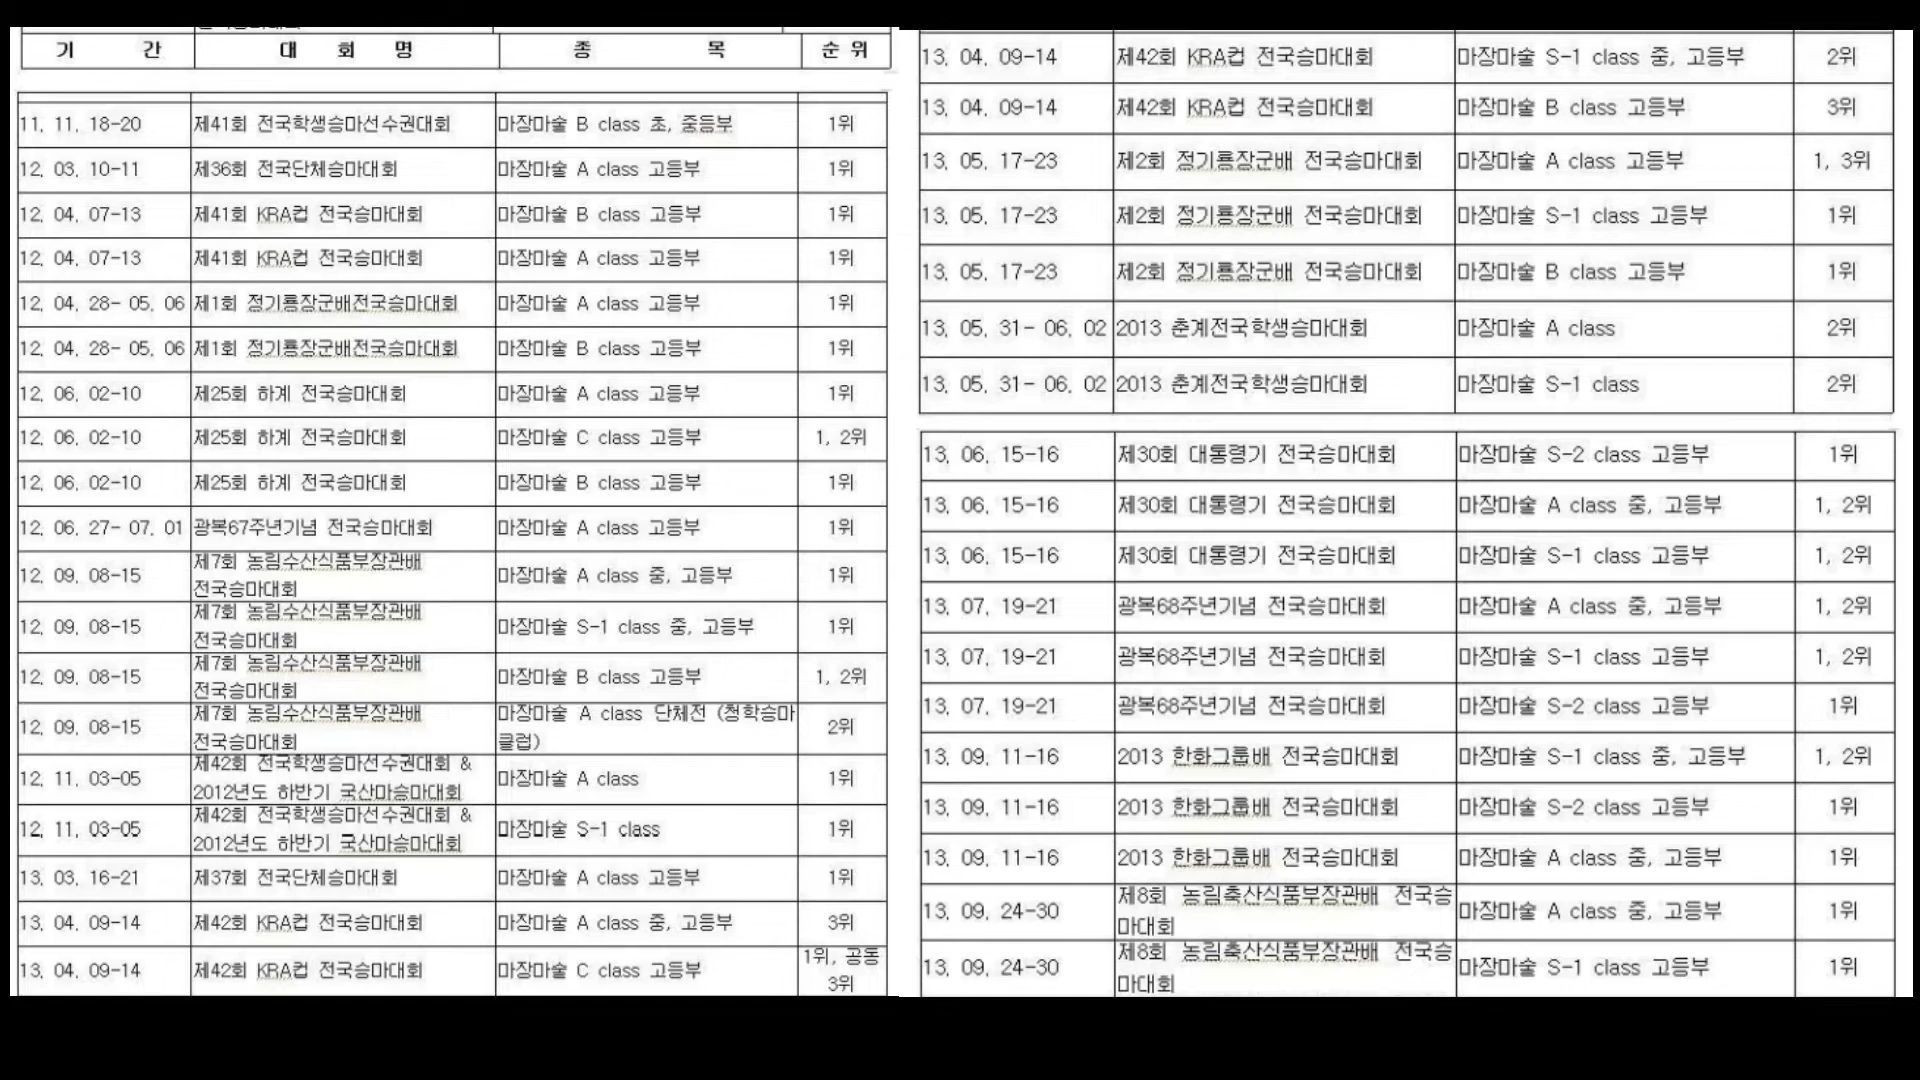 기 간 대 회 명 종 목 순 위
11, 11, 18-20 제41회 전국학생승마선수권대회 마장마술 B class 초, 중등부 1위
12, 03, 10-11 제36회 전국단체승마대회 마장마술 A class 고등부 1위
12, 04, 07-13 제41회 KRA컵 전국승마대회 마장마술 B class 고등부 1위
12, 04, 07-13 제41회 KRA컵 전국승마대회 마장마술 A class 고등부 1위
12, 04, 28- 05, 06 제1회 정기룡장군배전국승마대회 마장마술 A class 고등부 1위
12, 04, 28- 05, 06 제1회 정기룡장군배전국승마대회 마장마술 B class 고등부 1위
12, 06, 02-10 제25회 하계 전국승마대회 마장마술 A class 고등부 1위
12, 06, 02-10 제25회 하계 전국승마대회 마장마술 C class 고등부 1, 2위
12, 06, 02-10 제25회 하계 전국승마대회 마장마술 B class 고등부 1위
12, 06, 27- 07, 01 광복67주년기념 전국승마대회 마장마술 A class 고등부 1위
제7회 농림수산식품부장관배
12, 09, 08-15 마장마술 A class 중, 고등부 1위
전국승마대회
제7회 농림수산식품부장관배
12, 09, 08-15 마장마술 S-1 class 중, 고등부 1위
전국승마대회
제7회 농림수산식품부장관배
12, 09, 08-15 마장마술 B class 고등부 1, 2위
전국승마대회
제7회 농림수산식품부장관배 마장마술 A class 단체전 (청학승마
12, 09, 08-15 2위
전국승마대회 클럽)
제42회 전국학생승마선수권대회 &
12, 11, 03-05 마장마술 A class 1위
2012년도 하반기 국산마승마대회
제42회 전국학생승마선수권대회 &
12, 11, 03-05 마장마술 S-1 class 1위
2012년도 하반기 국산마승마대회
13, 03, 16-21 제37회 전국단체승마대회 마장마술 A class 고등부 1위
13, 04, 09-14 제42회 KRA컵 전국승마대회 마장마술 A class 중, 고등부 3위
1위, 공동
13, 04, 09-14 제42회 KRA컵 전국승마대회 마장마술 C class 고등부
3위
13, 04, 09-14 제42회 KRA컵 전국승마대회 마장마술 S-1 class 중, 고등부 2위
13, 04, 09-14 제42회 KRA컵 전국승마대회 마장마술 B class 고등부 3위
13, 05, 17-23 제2회 정기룡장군배 전국승마대회 마장마술 A class 고등부 1, 3위
13, 05, 17-23 제2회 정기룡장군배 전국승마대회 마장마술 S-1 class 고등부 1위
13, 05, 17-23 제2회 정기룡장군배 전국승마대회 마장마술 B class 고등부 1위
13, 05, 31- 06, 02 2013 춘계전국학생승마대회 마장마술 A class 2위
13, 05, 31- 06, 02 2013 춘계전국학생승마대회 마장마술 S-1 class 2위
13, 06, 15-16 제30회 대통령기 전국승마대회 마장마술 S-2 class 고등부 1위
13, 06, 15-16 제30회 대통령기 전국승마대회 마장마술 A class 중, 고등부 1, 2위
13, 06, 15-16 제30회 대통령기 전국승마대회 마장마술 S-1 class 고등부 1, 2위
13, 07, 19-21 광복68주년기념 전국승마대회 마장마술 A class 중, 고등부 1, 2위
13, 07, 19-21 광복68주년기념 전국승마대회 마장마술 S-1 class 고등부 1, 2위
13, 07, 19-21 광복68주년기념 전국승마대회 마장마술 S-2 class 고등부 1위
13, 09, 11-16 2013 한화그룹배 전국승마대회 마장마술 S-1 class 중, 고등부 1, 2위
13, 09, 11-16 2013 한화그룹배 전국승마대회 마장마술 S-2 class 고등부 1위
13, 09, 11-16 2013 한화그룹배 전국승마대회 마장마술 A class 중, 고등부 1위
제8회 농림축산식품부장관배 전국승
13, 09, 24-30 마장마술 A class 중, 고등부 1위
마대회
제8회 농림축산식품부장관배 전국승
13, 09, 24-30 마장마술 S-1 class 고등부 1위
마대회